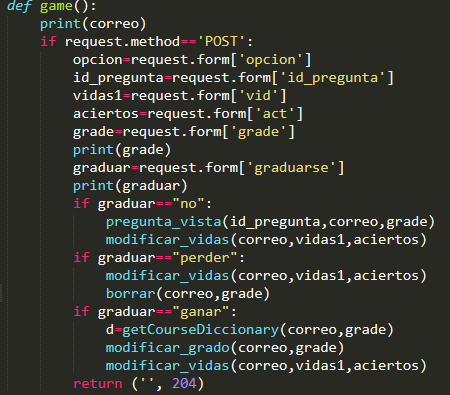 def game():
    print(correo)
    if request.method=='POST':
        opcion=request.form['opcion']
        id_pregunta=request.form['id_pregunta']
        vidas1=request.form['vid']
        aciertos=request.form['act']
        grade=request.form['grade']
        print(grade)
        graduar=request.form['graduarse']
        print(graduar)
        if graduar=="no":
            pregunta_vista(id_pregunta,correo,grade)
            modificar_vidas(correo,vidas1,aciertos)
        if graduar=="perder":
            modificar_vidas(correo,vidas1,aciertos)
            borrar(correo,grade)
        if graduar=="ganar":
            d=getCourseDiccionary(correo,grade)
            modificar_grado(correo,grade)
            modificar_vidas(correo,vidas1,aciertos)
        return ('', 204)